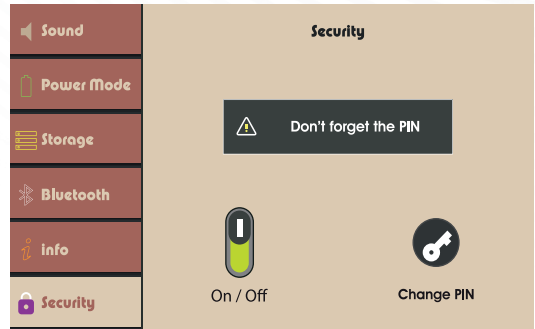 Sound
Power Mode
Storage
Bluetooth
info
Security
Security
Don't forget the PIN
On / Off
Change PIN